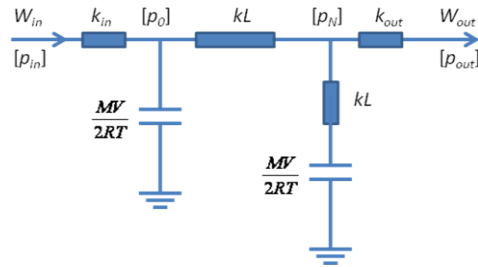 W_in k_in [p_0] kL [p_N] k_out W_out
[p_in] [p_out]
kL
MV
2RT
MV
2RT